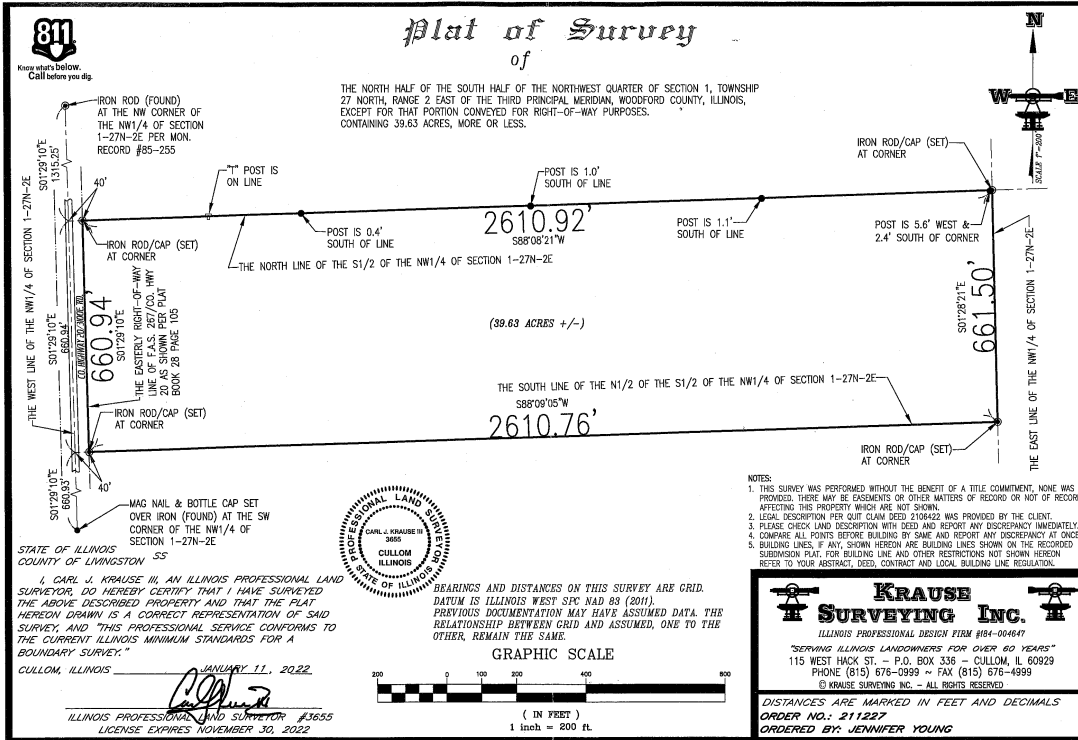 811
Know what's below.
Call before you dig.
Plat of Survey
of
THE NORTH HALF OF THE SOUTH HALF OF THE NORTHWEST QUARTER OF SECTION 1, TOWNSHIP
27 NORTH, RANGE 2 EAST OF THE THIRD PRINCIPAL MERIDIAN, WOODFORD COUNTY, ILLINOIS,
EXCEPT FOR THAT PORTION CONVEYED FOR RIGHT-OF-WAY PURPOSES.
CONTAINING 39.63 ACRES, MORE OR LESS.
N
W
E
SCALE 1"=200'
IRON ROD (FOUND)
AT THE NW CORNER OF
THE NW1/4 OF SECTION
1-27N-2E PER MON.
RECORD #85-255
S01°29'10"E
1315.25'
40'
"T" POST IS
ON LINE
POST IS 1.0'
SOUTH OF LINE
IRON ROD/CAP (SET)
AT CORNER
POST IS 0.4'
SOUTH OF LINE
2610.92'
S88°08'21"W
POST IS 1.1'
SOUTH OF LINE
POST IS 5.6' WEST &
2.4' SOUTH OF CORNER
IRON ROD/CAP (SET)
AT CORNER
THE NORTH LINE OF THE S1/2 OF THE NW1/4 OF SECTION 1-27N-2E
THE WEST LINE OF THE NW1/4 OF SECTION 1-27N-2E
S01°29'10"E
660.94'
CO. HIGHWAY 20/
660.94'
S01°29'10"E
THE EASTERLY RIGHT-OF-WAY
LINE OF F.A.S. 267/CO. HWY
20 AS SHOWN PER PLAT
BOOK 28 PAGE 105
(39.63 ACRES +/-)
S01°28'21"E
661.50'
THE EAST LINE OF THE NW1/4 OF SECTION 1-27N-2E
THE SOUTH LINE OF THE N1/2 OF THE S1/2 OF THE NW1/4 OF SECTION 1-27N-2E
S88°09'05"W
2610.76'
IRON ROD/CAP (SET)
AT CORNER
IRON ROD/CAP (SET)
AT CORNER
S01°29'10"E
660.93'
40'
MAG NAIL & BOTTLE CAP SET
OVER IRON (FOUND) AT THE SW
CORNER OF THE NW1/4 OF
SECTION 1-27N-2E
STATE OF ILLINOIS
SS
COUNTY OF LIVINGSTON
I, CARL J. KRAUSE III, AN ILLINOIS PROFESSIONAL LAND
SURVEYOR, DO HEREBY CERTIFY THAT I HAVE SURVEYED
THE ABOVE DESCRIBED PROPERTY AND THAT THE PLAT
HEREON DRAWN IS A CORRECT REPRESENTATION OF SAID
SURVEY, AND "THIS PROFESSIONAL SERVICE CONFORMS TO
THE CURRENT ILLINOIS MINIMUM STANDARDS FOR A
BOUNDARY SURVEY."
CULLOM, ILLINOIS JANUARY 11, 2022
ILLINOIS PROFESSIONAL LAND SURVEYOR #3655
LICENSE EXPIRES NOVEMBER 30, 2022
PROFESSIONAL LAND SURVEYOR
CARL J. KRAUSE III
3655
CULLOM
ILLINOIS
STATE OF ILLINOIS
BEARINGS AND DISTANCES ON THIS SURVEY ARE GRID.
DATUM IS ILLINOIS WEST SPC NAD 83 (2011).
PREVIOUS DOCUMENTATION MAY HAVE ASSUMED DATA. THE
RELATIONSHIP BETWEEN GRID AND ASSUMED, ONE TO THE
OTHER, REMAIN THE SAME.
GRAPHIC SCALE
200 0 100 200 400 800
( IN FEET )
1 inch = 200 ft.
NOTES:
1. THIS SURVEY WAS PERFORMED WITHOUT THE BENEFIT OF A TITLE COMMITMENT, NONE WAS
PROVIDED. THERE MAY BE EASEMENTS OR OTHER MATTERS OF RECORD OR NOT OF RECOR
AFFECTING THIS PROPERTY WHICH ARE NOT SHOWN.
2. LEGAL DESCRIPTION PER QUIT CLAIM DEED 2106422 WAS PROVIDED BY THE CLIENT.
3. PLEASE CHECK LAND DESCRIPTION WITH DEED AND REPORT ANY DISCREPANCY IMMEDIATELY.
4. COMPARE ALL POINTS BEFORE BUILDING BY SAME AND REPORT ANY DISCREPANCY AT ONCE
5. BUILDING LINES, IF ANY, SHOWN HEREON ARE BUILDING LINES SHOWN ON THE RECORDED
SUBDIVISION PLAT. FOR BUILDING LINE AND OTHER RESTRICTIONS NOT SHOWN HEREON
REFER TO YOUR ABSTRACT, DEED, CONTRACT AND LOCAL BUILDING LINE REGULATION.
KRAUSE
SURVEYING INC.
ILLINOIS PROFESSIONAL DESIGN FIRM #184-004647
"SERVING ILLINOIS LANDOWNERS FOR OVER 60 YEARS"
115 WEST HACK ST. - P.O. BOX 336 - CULLOM, IL 60929
PHONE (815) 676-0999 ~ FAX (815) 676-4999
© KRAUSE SURVEYING INC. - ALL RIGHTS RESERVED
DISTANCES ARE MARKED IN FEET AND DECIMALS
ORDER NO.: 211227
ORDERED BY: JENNIFER YOUNG